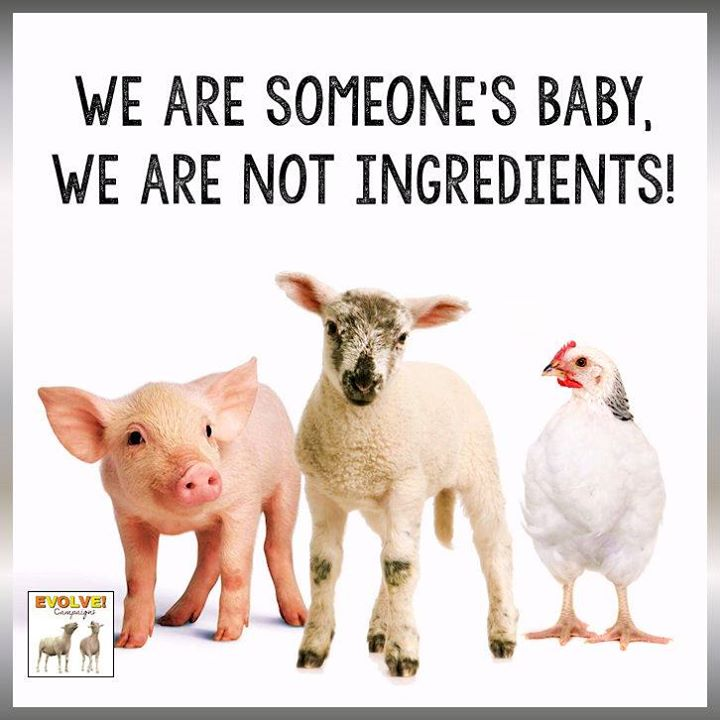 WE ARE SOMEONE'S BABY,
WE ARE NOT INGREDIENTS!
EVOLVE!
Campaigns